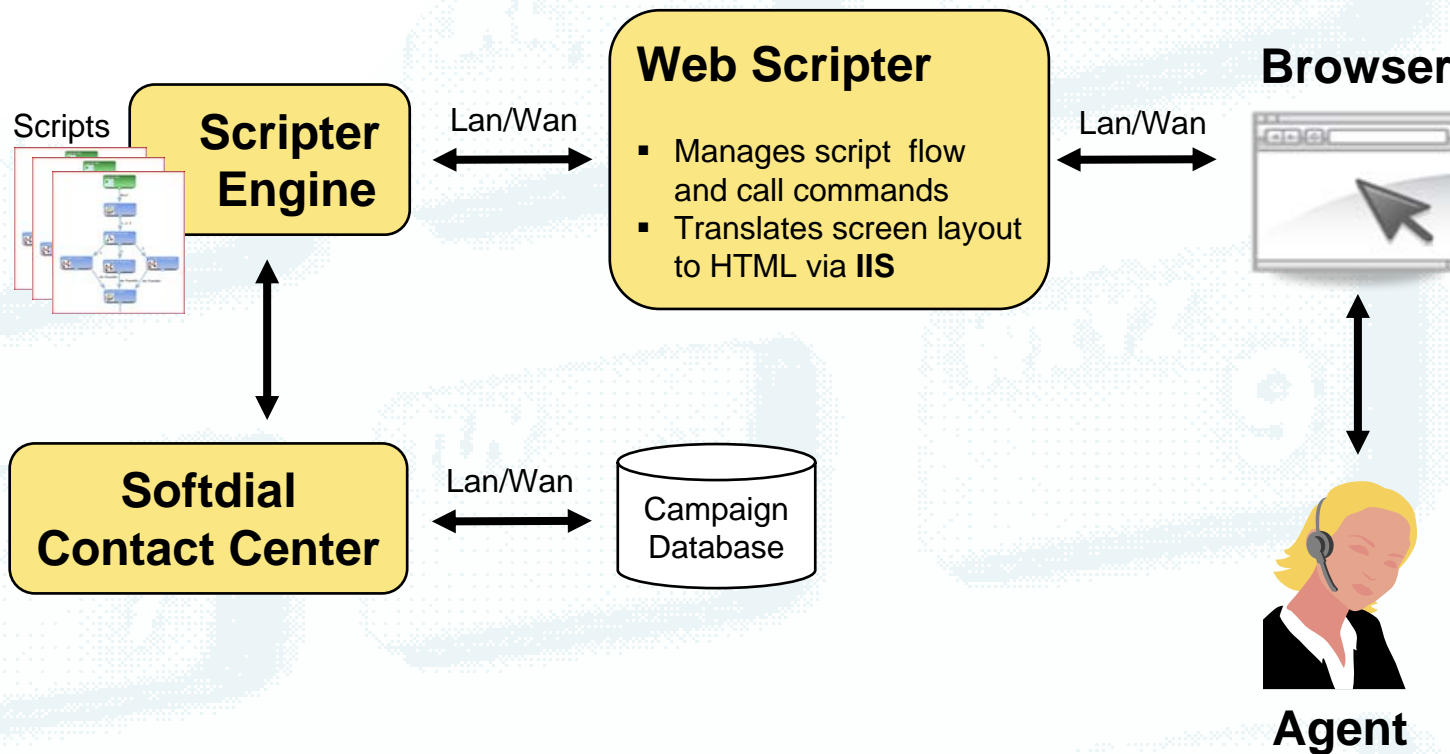 Scripts
Scripter
Engine
Lan/Wan
Web Scripter
▪ Manages script flow
and call commands
▪ Translates screen layout
to HTML via IIS
Lan/Wan
Browser
Softdial
Contact Center
Lan/Wan
Campaign
Database
Agent